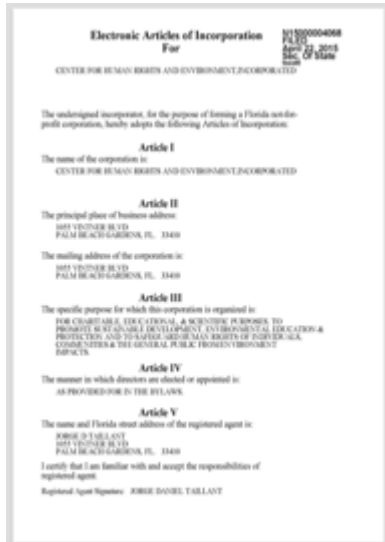 Electronic Articles of Incorporation
For
N15000004068
FILED
April 22, 2015
Sec. Of State
CENTER FOR HUMAN RIGHTS AND ENVIRONMENT,INCORPORATED
The undersigned incorporator, for the purpose of forming a Florida not-for-
profit corporation, hereby adopts the following Articles of Incorporation:
Article I
The name of the corporation is:
CENTER FOR HUMAN RIGHTS AND ENVIRONMENT,INCORPORATED
Article II
The principal place of business address:
VINTNER BLVD
PALM BEACH GARDENS, FL. 33410
The mailing address of the corporation is:
VINTNER BLVD
PALM BEACH GARDENS, FL. 33410
Article III
The specific purpose for which this corporation is organized is:
FOR CHARITABLE, EDUCATIONAL, & SCIENTIFIC PURPOSES, TO
PROMOTE SUSTAINABLE DEVELOPMENT, ENVIRONMENTAL EDUCATION &
PROTECTION AND TO SAFEGUARD HUMAN RIGHTS OF INDIVIDUALS,
COMMUNITIES & THE GENERAL PUBLIC FROM ENVIRONMENT
IMPACTS.
Article IV
The manner in which directors are elected or appointed is:
AS PROVIDED FOR IN THE BYLAWS.
Article V
The name and Florida street address of the registered agent is:
JORGE D TAILLANT
VINTNER BLVD
PALM BEACH GARDENS, FL. 33410
I certify that I am familiar with and accept the responsibilities of
registered agent.
Registered Agent Signature: JORGE DANIEL TAILLANT